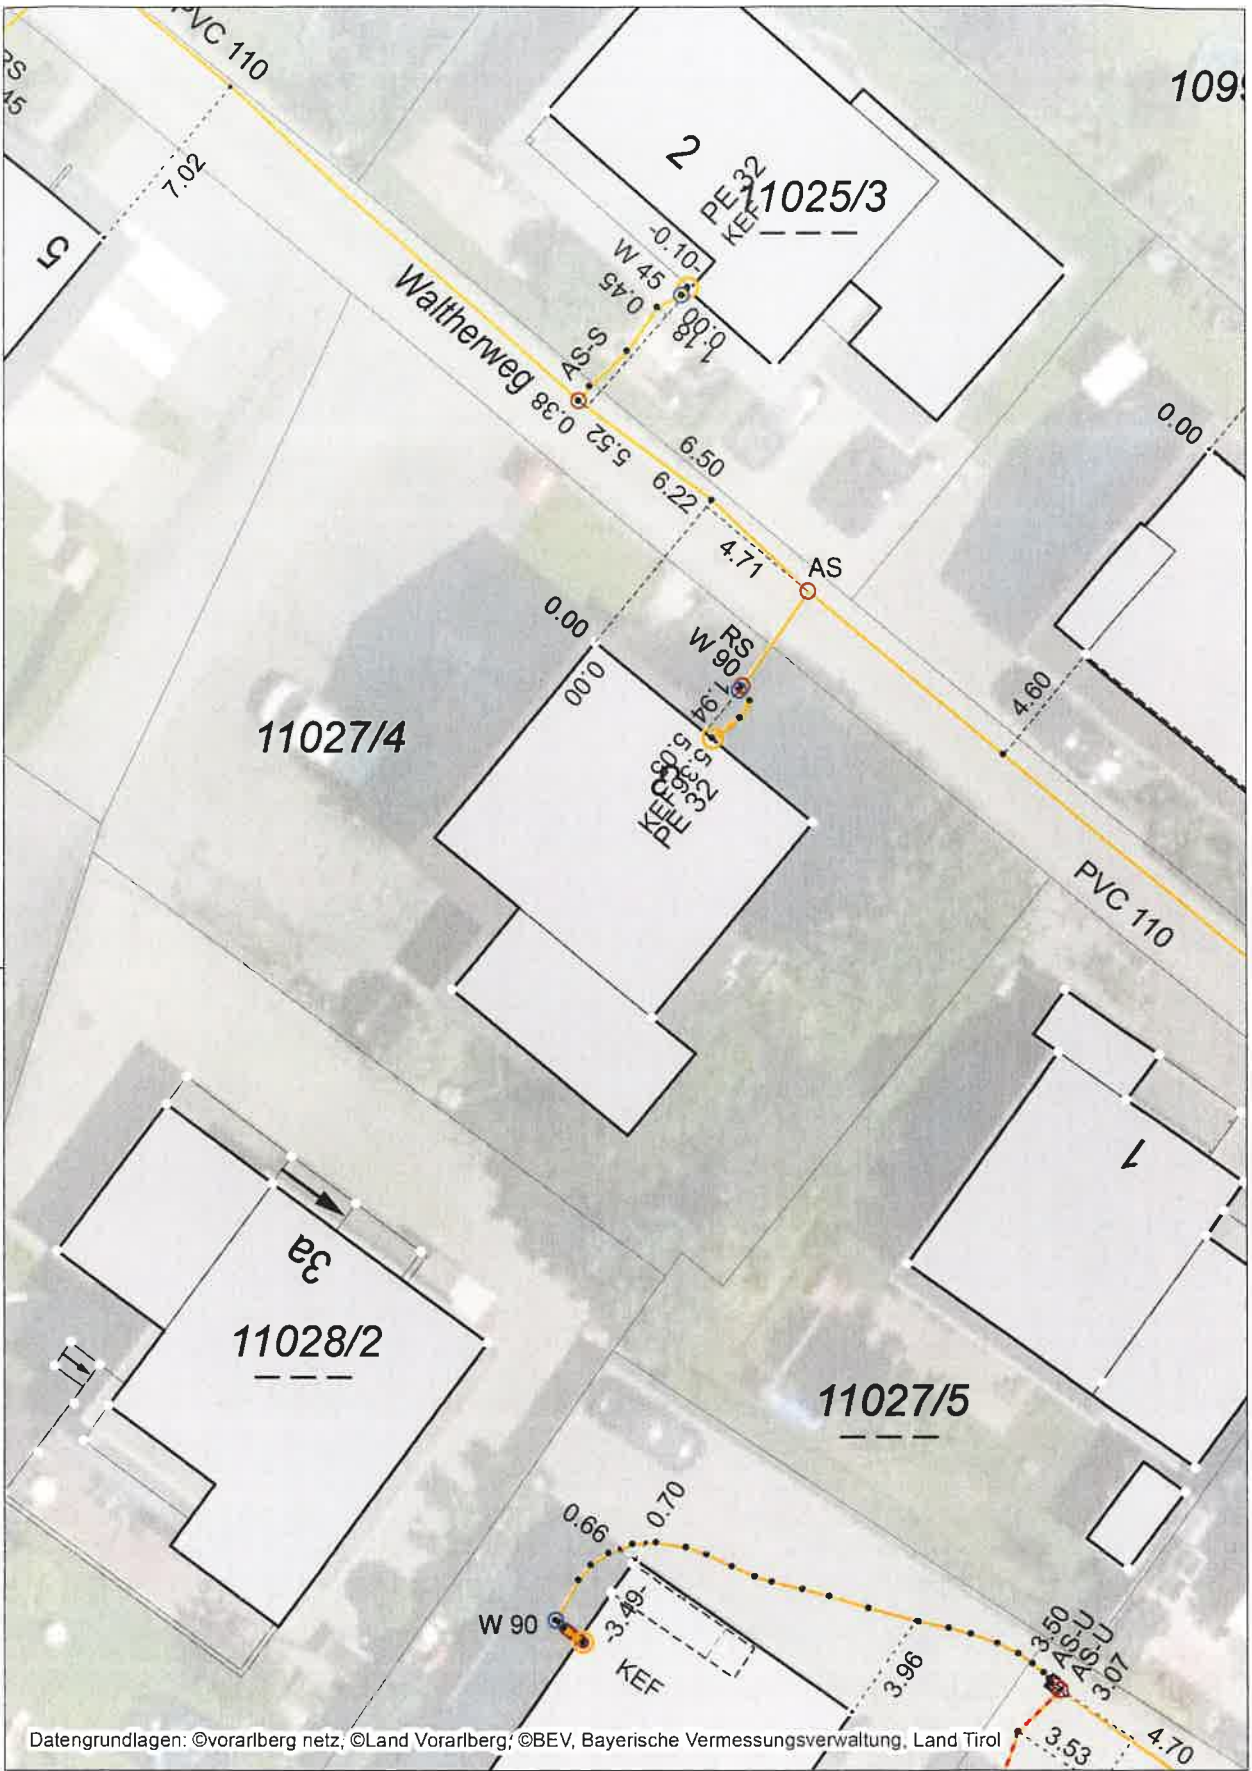 PVC 110
RS
45
7.02
5
109
2
PE 32
KEF
11025/3
-0.10-
W 45
0.45
0.00
1.18
Waltherweg
AS-S
0.38
5.52
6.50
6.22
4.71
AS
0.00
0.00
0.00
RS
W 90
1.94
11027/4
5.09
5.33
KEF
PE 32
4.60
PVC 110
1
3a
11028/2
11027/5
0.66
0.70
W 90
-3.49-
KEF
3.96
3.50
AS-U
AS-U
3.07
3.53
4.70
Datengrundlagen: ©vorarlberg netz, ©Land Vorarlberg, ©BEV, Bayerische Vermessungsverwaltung, Land Tirol